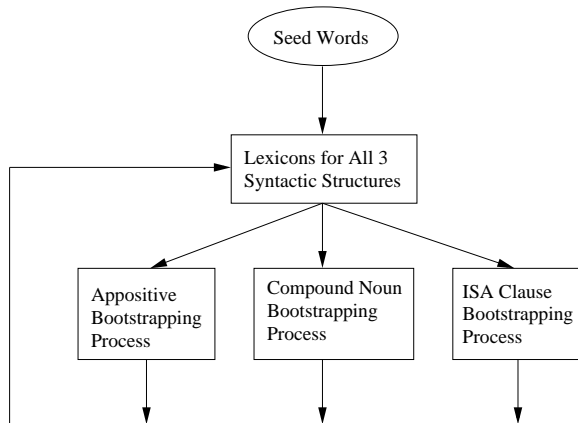 Seed Words
Lexicons for All 3
Syntactic Structures
Appositive
Bootstrapping
Process
Compound Noun
Bootstrapping
Process
ISA Clause
Bootstrapping
Process